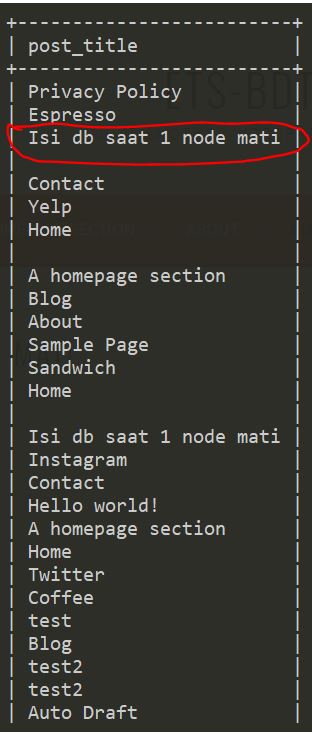 +--------------------------+
| post_title               |
+--------------------------+
| Privacy Policy           |
| Espresso                 |
| Isi db saat 1 node mati |
|                          |
| Contact                  |
| Yelp                     |
| Home                     |
|                          |
| A homepage section       |
| Blog                     |
| About                    |
| Sample Page              |
| Sandwich                 |
| Home                     |
|                          |
| Isi db saat 1 node mati |
| Instagram                |
| Contact                  |
| Hello world!             |
| A homepage section       |
| Home                     |
| Twitter                  |
| Coffee                   |
| test                     |
| Blog                     |
| test2                    |
| test2                    |
| Auto Draft               |